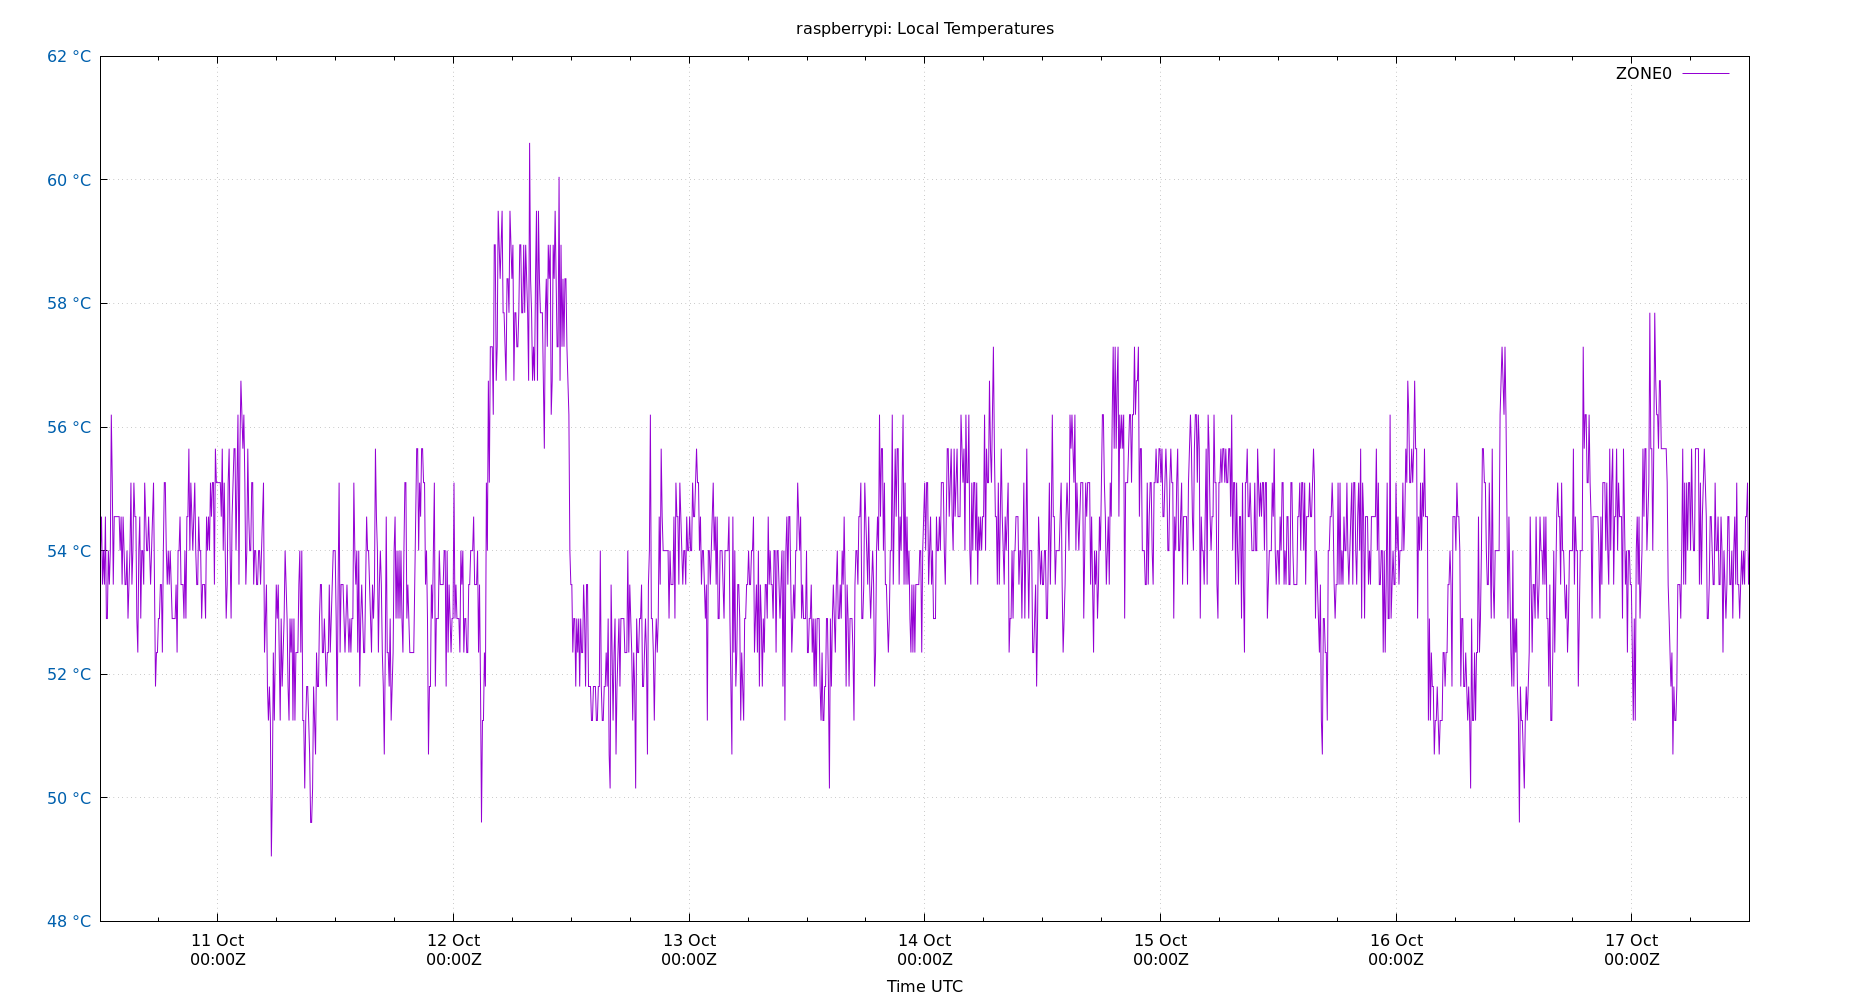 raspberrypi: Local Temperatures
62 °C
ZONE0
60 °C
58 °C
56 °C
54 °C
52 °C
50 °C
48 °C
11 Oct 12 Oct 13 Oct 14 Oct 15 Oct 16 Oct 17 Oct
00:00Z 00:00Z 00:00Z 00:00Z 00:00Z 00:00Z 00:00Z
Time UTC